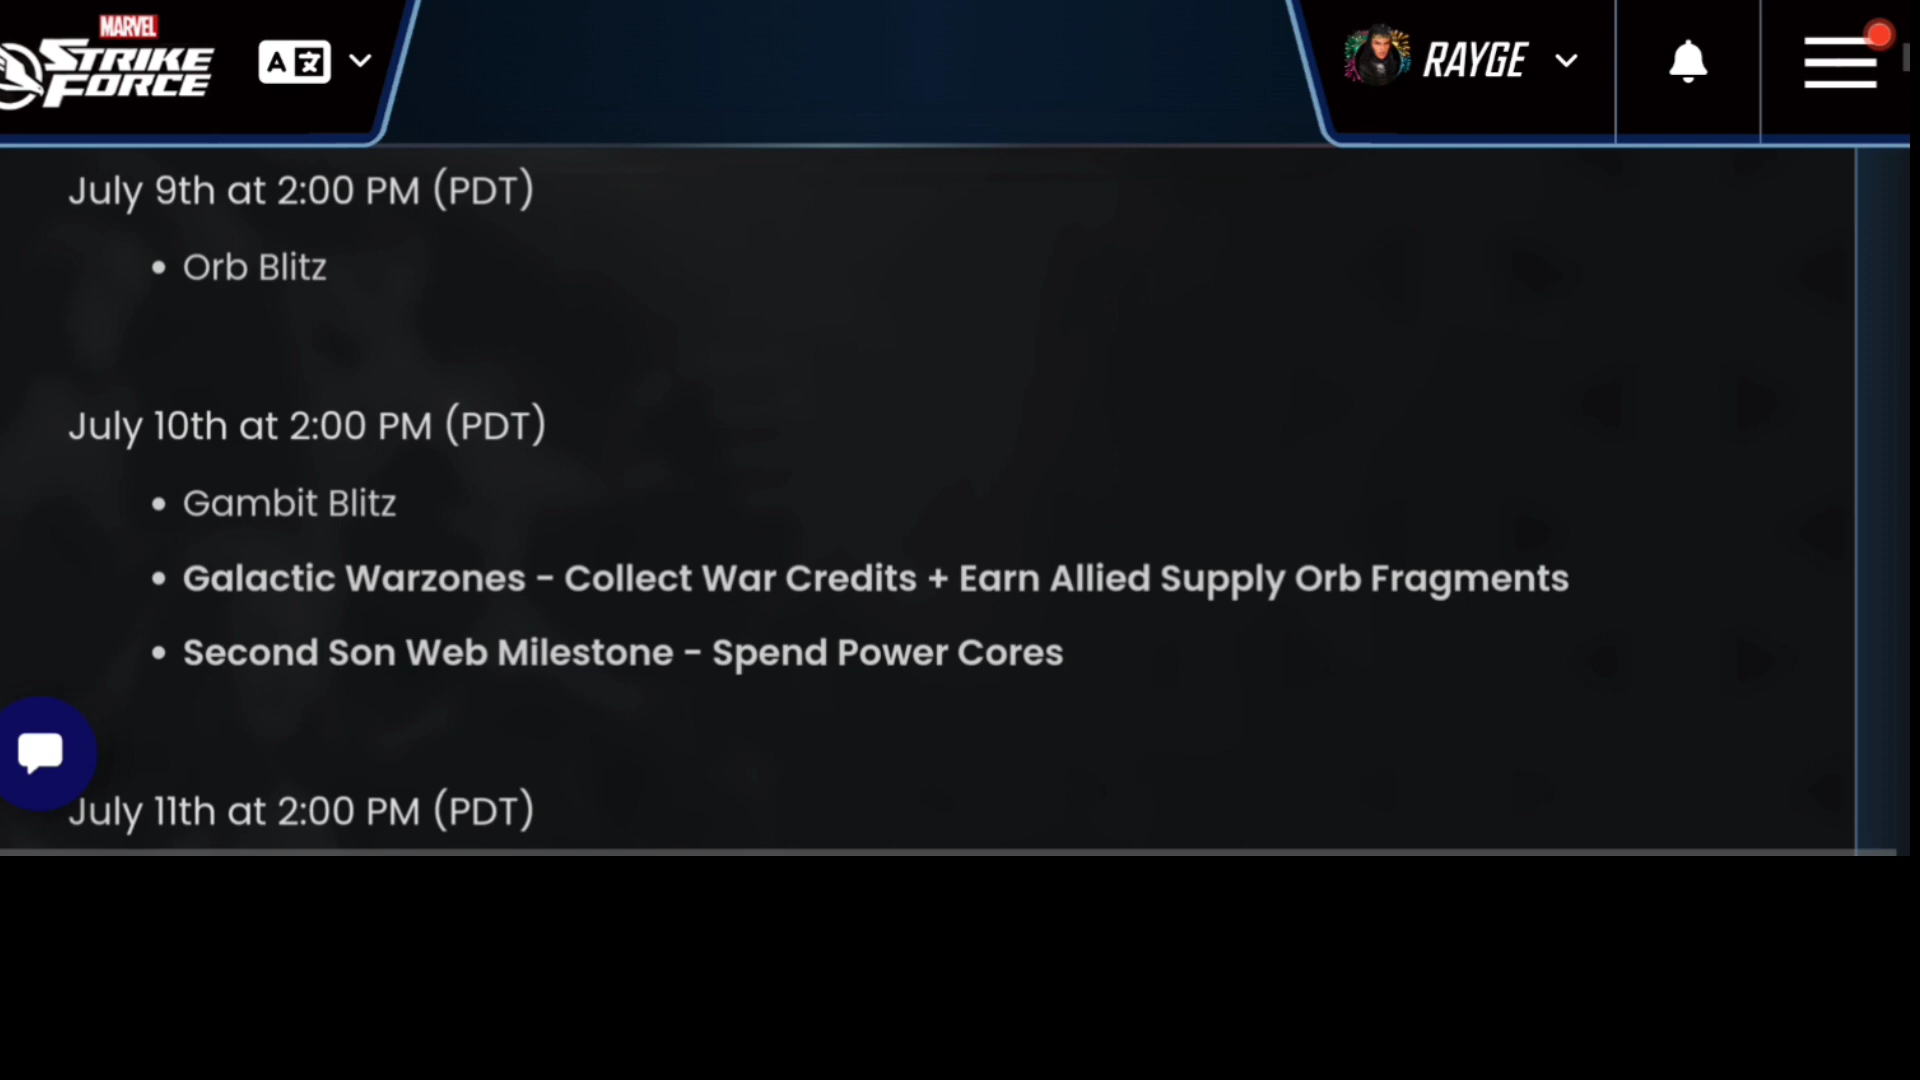 MARVEL
STRIKE
FORCE
A文
RAYGE
July 9th at 2:00 PM (PDT)
• Orb Blitz
July 10th at 2:00 PM (PDT)
• Gambit Blitz
• Galactic Warzones - Collect War Credits + Earn Allied Supply Orb Fragments
• Second Son Web Milestone - Spend Power Cores
July 11th at 2:00 PM (PDT)